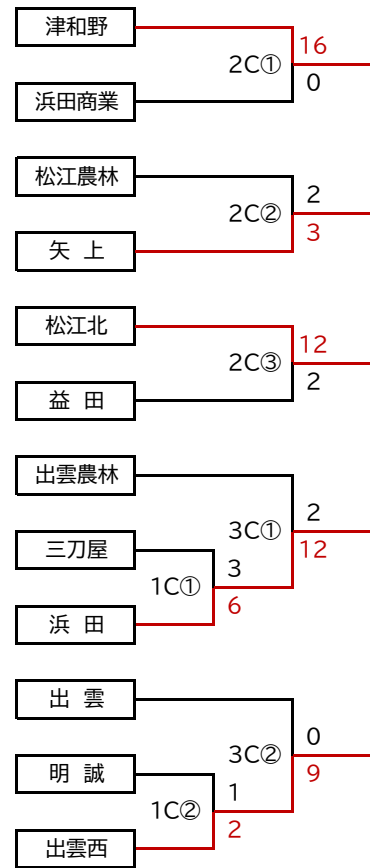 津和野
16
2C①
0
浜田商業
松江農林
2
2C②
3
矢上
松江北
12
2C③
2
益田
出雲農林
2
3C①
12
三刀屋
3
1C①
6
浜田
出雲
0
3C②
9
明誠
1
1C②
2
出雲西